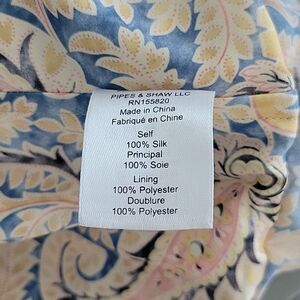 PIPES & SHAW LLC
RN155820
Made in China
Fabriqué en Chine
Self
100% Silk
Principal
100% Soie
Lining
100% Polyester
Doublure
100% Polyester